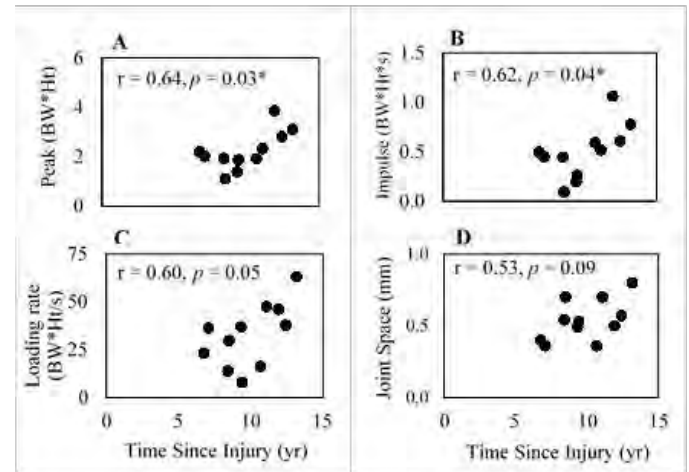 A
r = 0.64, p = 0.03*
Peak (BW*Ht)
6
4
2
0
B
r = 0.62, p = 0.04*
Impulse (BW*Ht*s)
1.5
1.0
0.5
0.0
C
r = 0.60, p = 0.05
Loading rate
(BW*Ht/s)
75
50
25
0
0 5 10 15
Time Since Injury (yr)
D
r = 0.53, p = 0.09
Joint Space (mm)
1.0
0.5
0.0
0 5 10 15
Time Since Injury (yr)